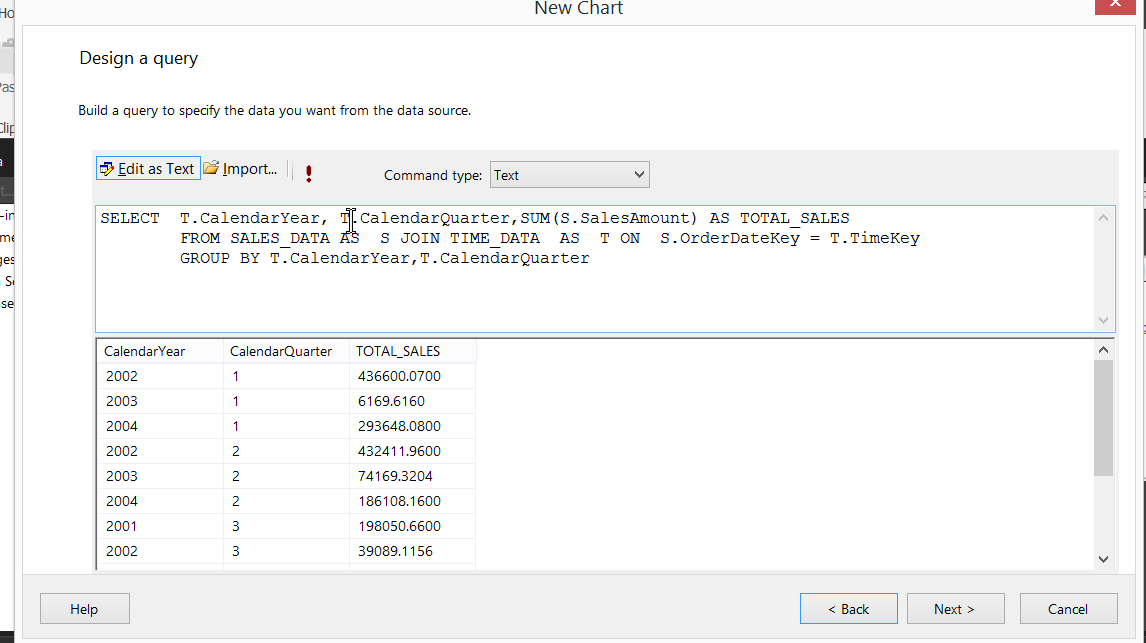 New Chart
Design a query
Build a query to specify the data you want from the data source.
Edit as Text Import... Command type: Text
SELECT T.CalendarYear, T.CalendarQuarter,SUM(S.SalesAmount) AS TOTAL_SALES
FROM SALES_DATA AS S JOIN TIME_DATA AS T ON S.OrderDateKey = T.TimeKey
GROUP BY T.CalendarYear,T.CalendarQuarter
CalendarYear CalendarQuarter TOTAL_SALES
2002 1 436600.0700
2003 1 6169.6160
2004 1 293648.0800
2002 2 432411.9600
2003 2 74169.3204
2004 2 186108.1600
2001 3 198050.6600
2002 3 39089.1156
Help < Back Next > Cancel